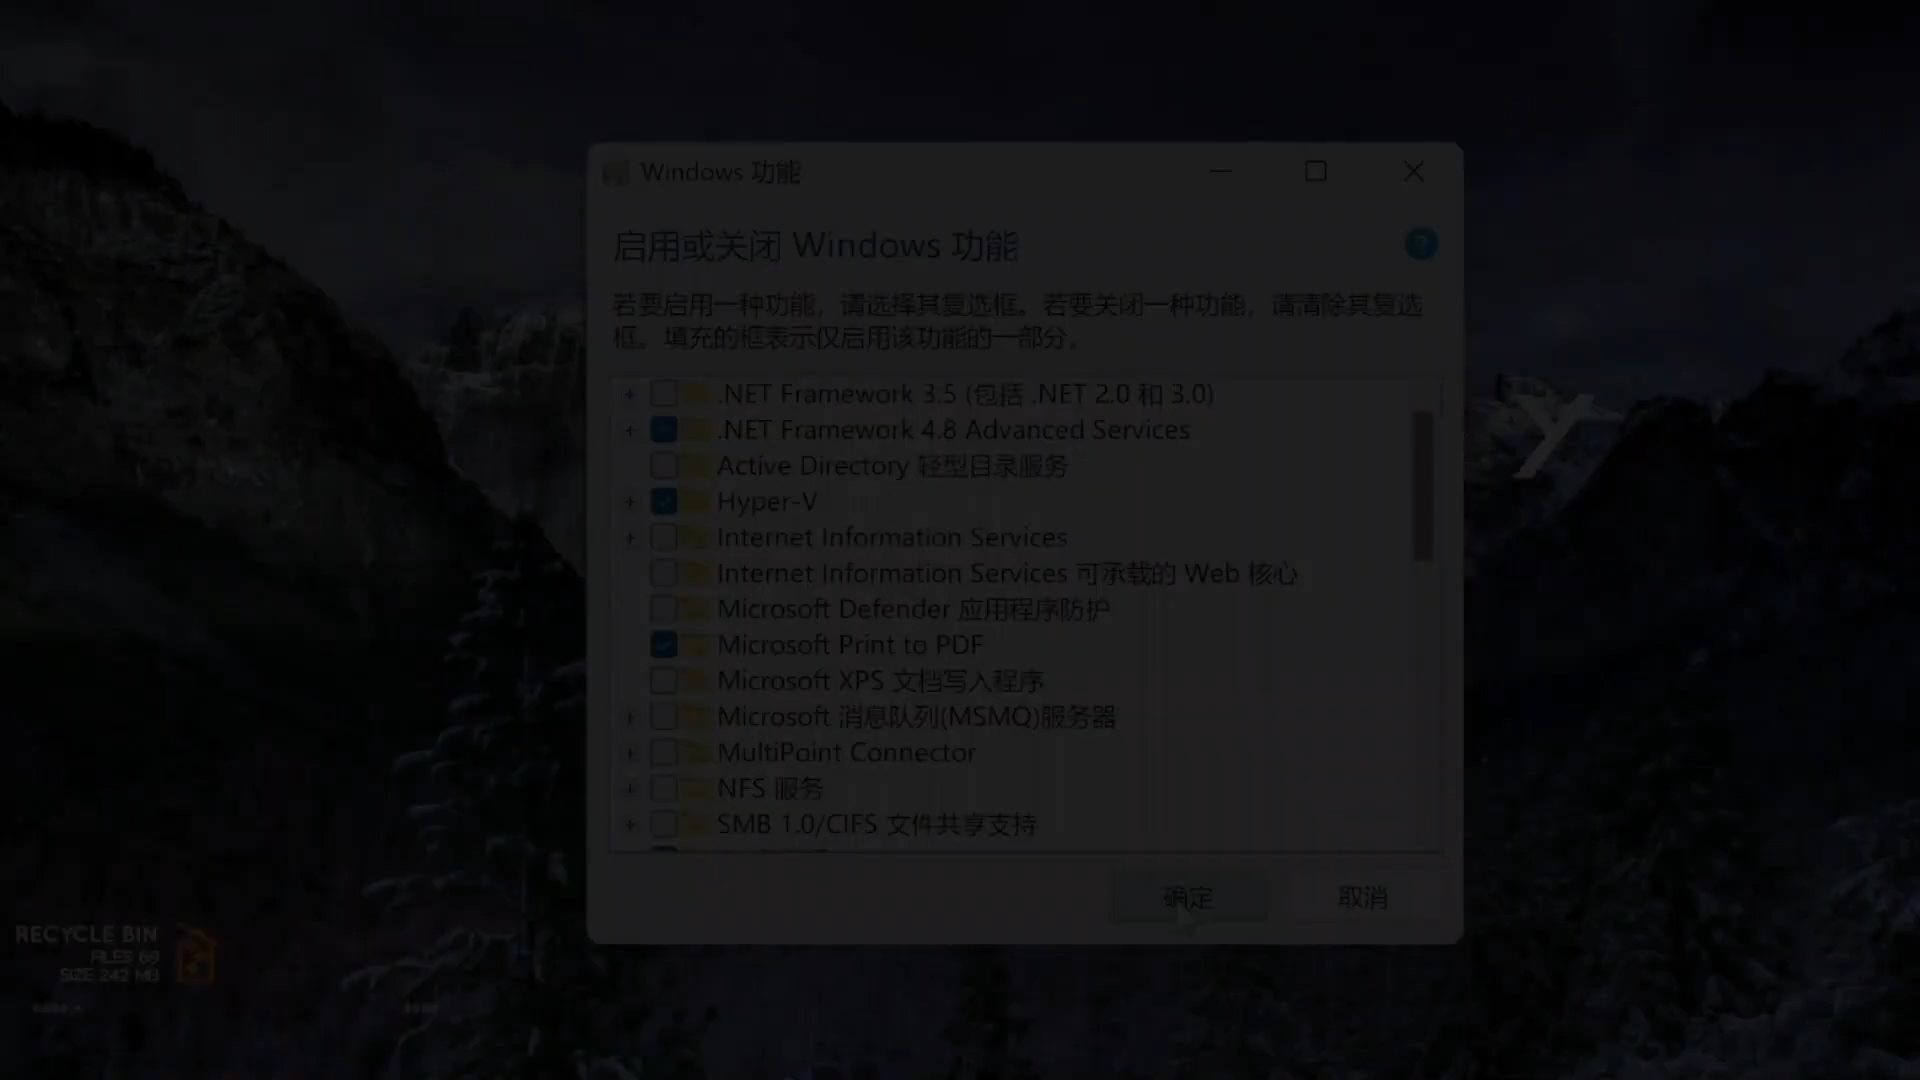 Windows 功能
启用或关闭 Windows 功能
若要启用一种功能，请选择其复选框。若要关闭一种功能，请清除其复选
框。填充的框表示仅启用该功能的一部分。
.NET Framework 3.5 (包括 .NET 2.0 和 3.0)
.NET Framework 4.8 Advanced Services
Active Directory 轻型目录服务
Hyper-V
Internet Information Services
Internet Information Services 可承载的 Web 核心
Microsoft Defender 应用程序防护
Microsoft Print to PDF
Microsoft XPS 文档写入程序
Microsoft 消息队列(MSMQ)服务器
MultiPoint Connector
NFS 服务
SMB 1.0/CIFS 文件共享支持
确定
取消
RECYCLE BIN
FILES 69
SIZE 242 MB